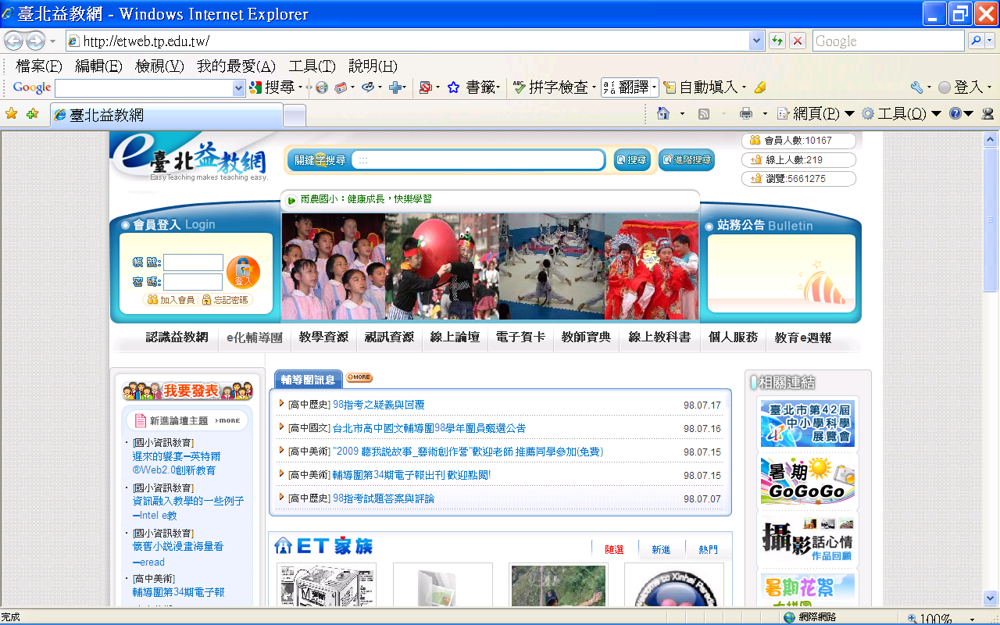 臺北益教網 - Windows Internet Explorer
http://etweb.tp.edu.tw/
Google
檔案(F) 編輯(E) 檢視(V) 我的最愛(A) 工具(T) 說明(H)
Google 搜尋 書籤 ABC 拼字檢查 翻譯 自動填入 登入
臺北益教網 網頁(P) 工具(O)
e臺北益教網
EasyTeaching makes teaching easy.
關鍵字搜尋 ::: 搜尋 進階搜尋
會員人數:10167
線上人數:219
瀏覽:5661275
雨農國小：健康成長，快樂學習
會員登入 Login
帳 號:
密 碼:
登入
加入會員 忘記密碼
站務公告 Bulletin
認識益教網 e化輔導團 教學資源 視訊資源 線上論壇 電子賀卡 教師寶典 線上教科書 個人服務 教育e週報
我要發表
新進論壇主題 >MORE
[國小資訊教育]
遲來的饗宴─英特爾
®Web2.0創新教育
[國小資訊教育]
資訊融入教學的一些例子
─Intel e教
[國小資訊教育]
懷舊小說漫畫海量看
─eread
[高中美術]
輔導團第34期電子報
輔導團訊息 MORE
[高中歷史] 98指考之疑義與回覆 98.07.17
[高中國文] 台北市高中國文輔導團98學年團員甄選公告 98.07.16
[高中美術] "2009 聽我說故事_藝術創作營"歡迎老師 推薦同學參加(免費) 98.07.15
[高中美術] 輔導團第34期電子報出刊 歡迎點閱! 98.07.15
[高中歷史] 98指考試題答案與評論 98.07.07
ET家族
隨選 新進 熱門
come to Xinhai
相關連結
臺北市第42屆
中小學科學
展覽會
暑期
GoGoGo
攝影話心情
作品回顧
暑期花絮
大拼圖
完成 網際網路 100%